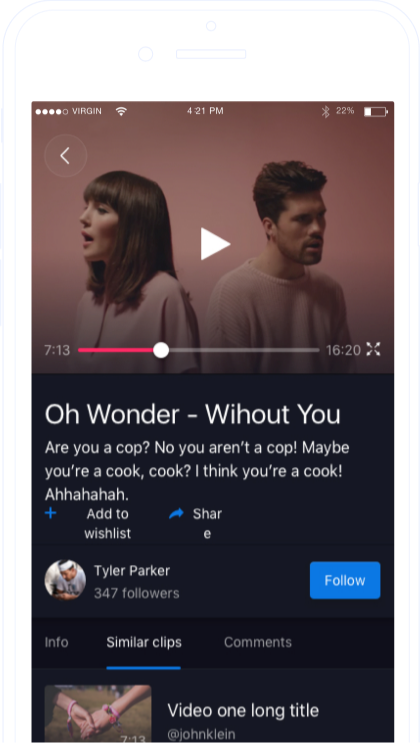 VIRGIN 4:21 PM 22%
7:13 16:20
Oh Wonder - Wihout You
Are you a cop? No you aren't a cop! Maybe
you're a cook, cook? I think you're a cook!
Ahhahahah.
Add to Shar
wishlist e
Tyler Parker
347 followers
Follow
Info Similar clips Comments
Video one long title
7:13 @johnklein